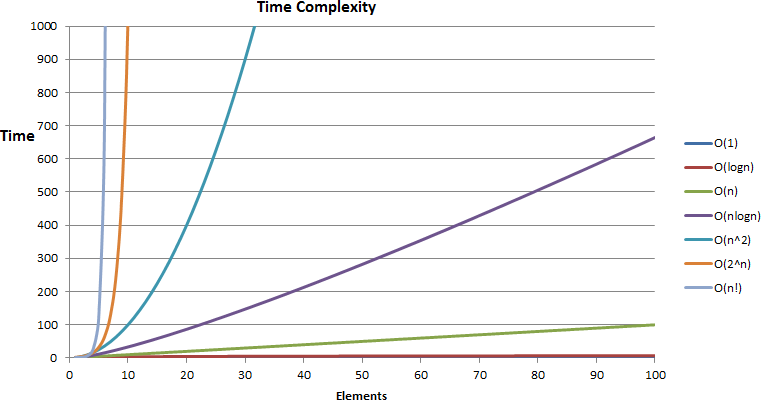 Time Complexity
1000
900
800
700
Time
600
500
400
300
200
100
0
0 10 20 30 40 50 60 70 80 90 100
Elements
O(1)
O(logn)
O(n)
O(nlogn)
O(n^2)
O(2^n)
O(n!)